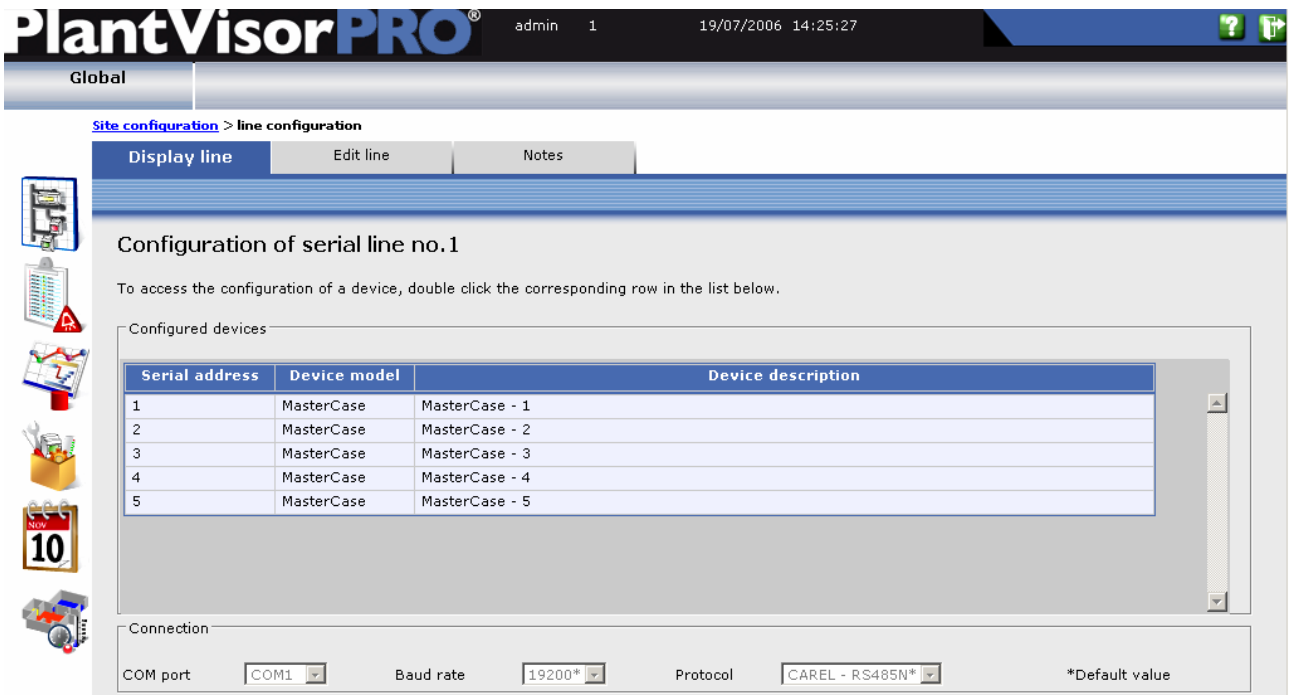 PlantVisorPRO® admin 1 19/07/2006 14:25:27 ?
Global
Site configuration > line configuration
Display line Edit line Notes
Configuration of serial line no.1
To access the configuration of a device, double click the corresponding row in the list below.
Configured devices
Serial address Device model Device description
1 MasterCase MasterCase - 1
2 MasterCase MasterCase - 2
3 MasterCase MasterCase - 3
4 MasterCase MasterCase - 4
5 MasterCase MasterCase - 5
NOV
10
Connection
COM port COM1 Baud rate 19200* Protocol CAREL - RS485N* *Default value